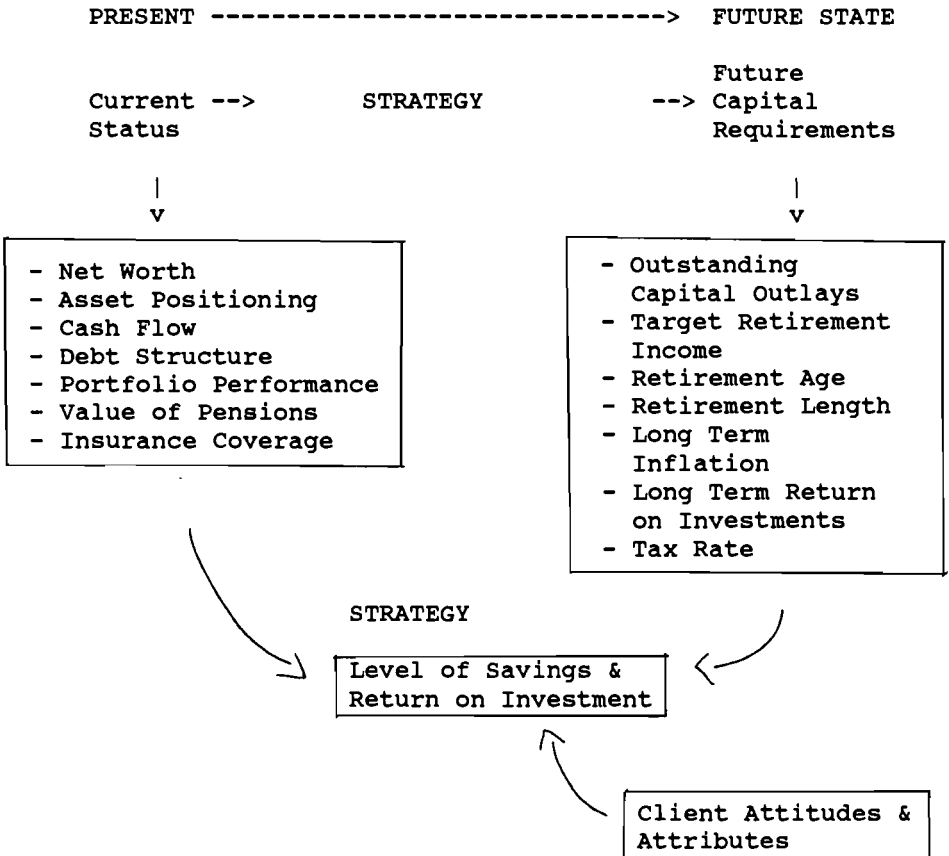 PRESENT ------------------------------> FUTURE STATE
Future
Current --> STRATEGY --> Capital
Status Requirements
| |
v v
- Net Worth
- Asset Positioning
- Cash Flow
- Debt Structure
- Portfolio Performance
- Value of Pensions
- Insurance Coverage
- Outstanding
Capital Outlays
- Target Retirement
Income
- Retirement Age
- Retirement Length
- Long Term
Inflation
- Long Term Return
on Investments
- Tax Rate
STRATEGY
Level of Savings &
Return on Investment
Client Attitudes &
Attributes